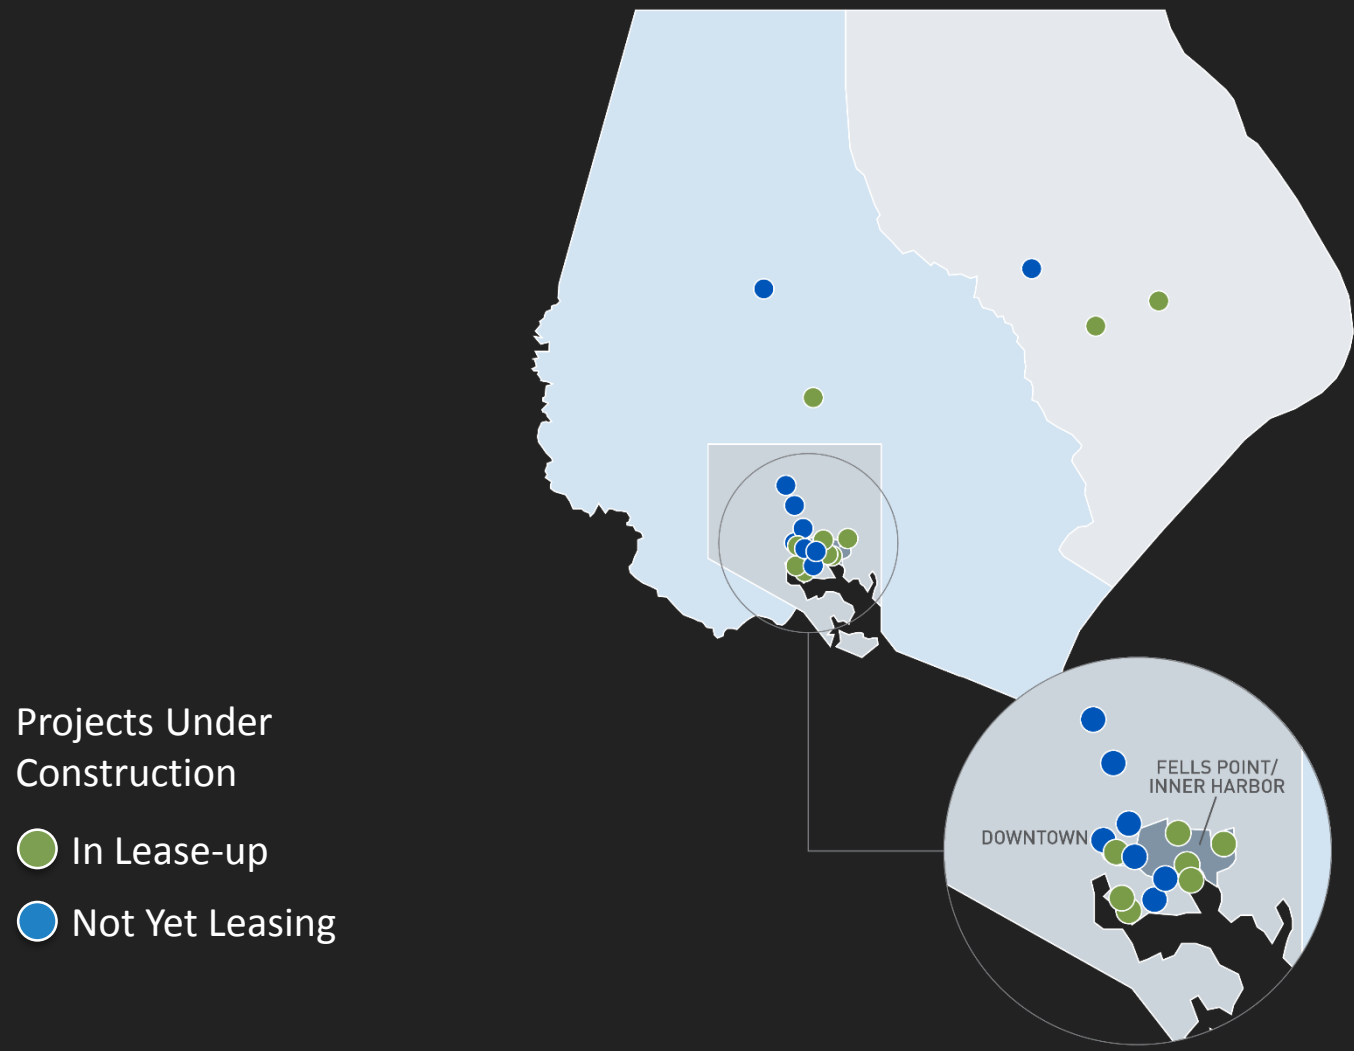 Projects Under
Construction
In Lease-up
Not Yet Leasing
FELLS POINT/
INNER HARBOR
DOWNTOWN